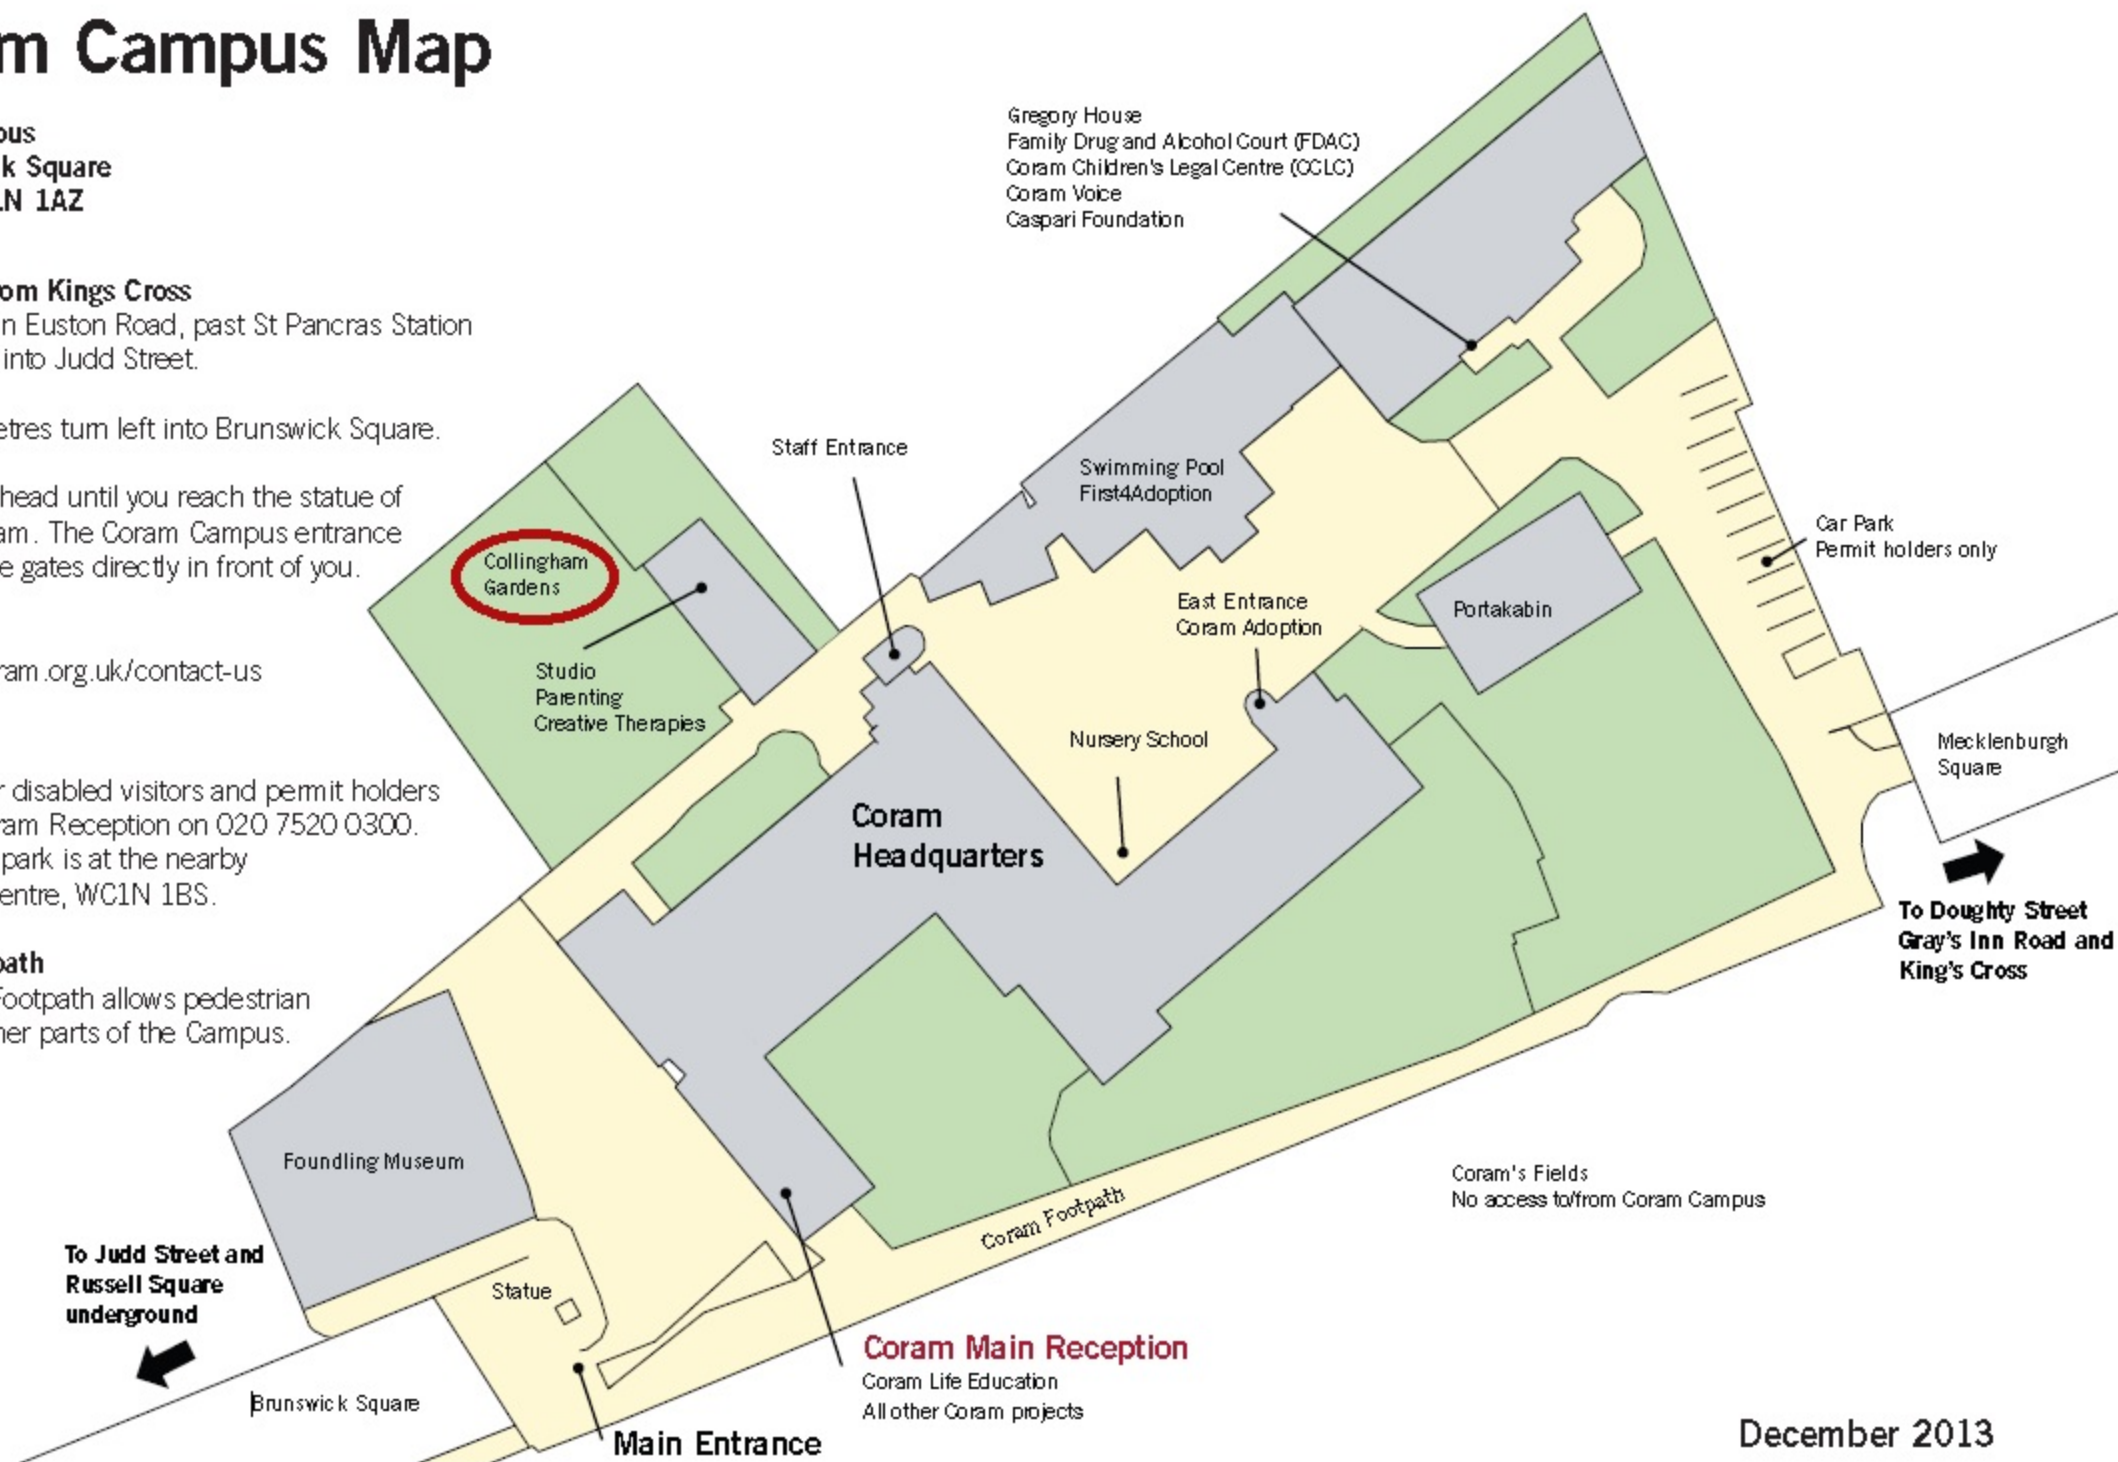 m Campus Map
ous
k Square
LN 1AZ
om Kings Cross
n Euston Road, past St Pancras Station
into Judd Street.
etres turn left into Brunswick Square.
head until you reach the statue of
am. The Coram Campus entrance
e gates directly in front of you.
ram.org.uk/contact-us
r disabled visitors and permit holders
ram Reception on 020 7520 0300.
park is at the nearby
entre, WC1N 1BS.
path
Footpath allows pedestrian
her parts of the Campus.
Gregory House
Family Drug and Alcohol Court (FDAC)
Coram Children's Legal Centre (CCLC)
Coram Voice
Caspari Foundation
Staff Entrance
Swimming Pool
First4Adoption
Collingham
Gardens
Studio
Parenting
Creative Therapies
East Entrance
Coram Adoption
Portakabin
Car Park
Permit holders only
Nursery School
Mecklenburgh
Square
Coram
Headquarters
To Doughty Street
Gray's Inn Road and
King's Cross
Foundling Museum
Coram Footpath
Coram's Fields
No access to/from Coram Campus
To Judd Street and
Russell Square
underground
Statue
Brunswick Square
Coram Main Reception
Coram Life Education
All other Coram projects
Main Entrance
December 2013